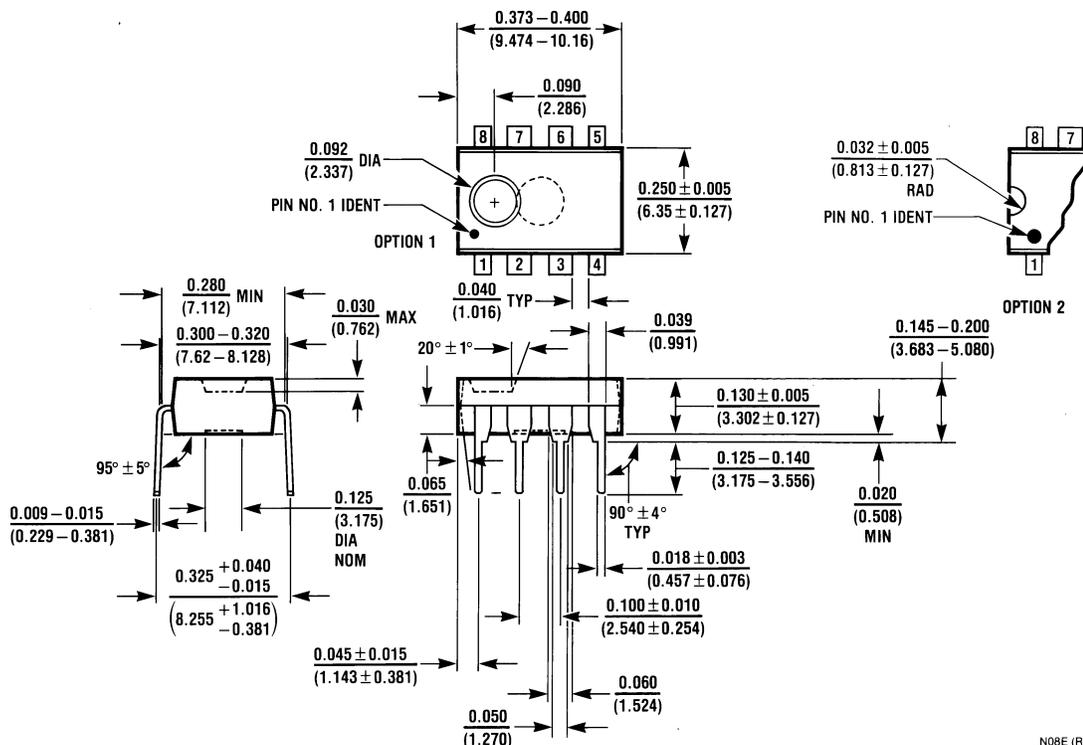 0.373 – 0.400
(9.474 – 10.16)
0.090
(2.286)
8 7 6 5
0.092 DIA
(2.337)
PIN NO. 1 IDENT
OPTION 1
0.250 ± 0.005
(6.35 ± 0.127)
1 2 3 4
8 7
0.032 ± 0.005
(0.813 ± 0.127)
RAD
PIN NO. 1 IDENT
1
OPTION 2
0.280 MIN
(7.112)
0.300 – 0.320
(7.62 – 8.128)
0.030 MAX
(0.762)
0.040 TYP
(1.016)
0.039
(0.991)
20° ± 1°
0.145 – 0.200
(3.683 – 5.080)
0.130 ± 0.005
(3.302 ± 0.127)
95° ± 5°
0.065
(1.651)
0.125 – 0.140
(3.175 – 3.556)
90° ± 4°
TYP
0.020
(0.508)
MIN
0.009 – 0.015
(0.229 – 0.381)
0.125
(3.175)
DIA
NOM
0.325 +0.040
–0.015
(8.255 +1.016
–0.381)
0.018 ± 0.003
(0.457 ± 0.076)
0.100 ± 0.010
(2.540 ± 0.254)
0.045 ± 0.015
(1.143 ± 0.381)
0.060
(1.524)
0.050
(1.270)
N08E (R